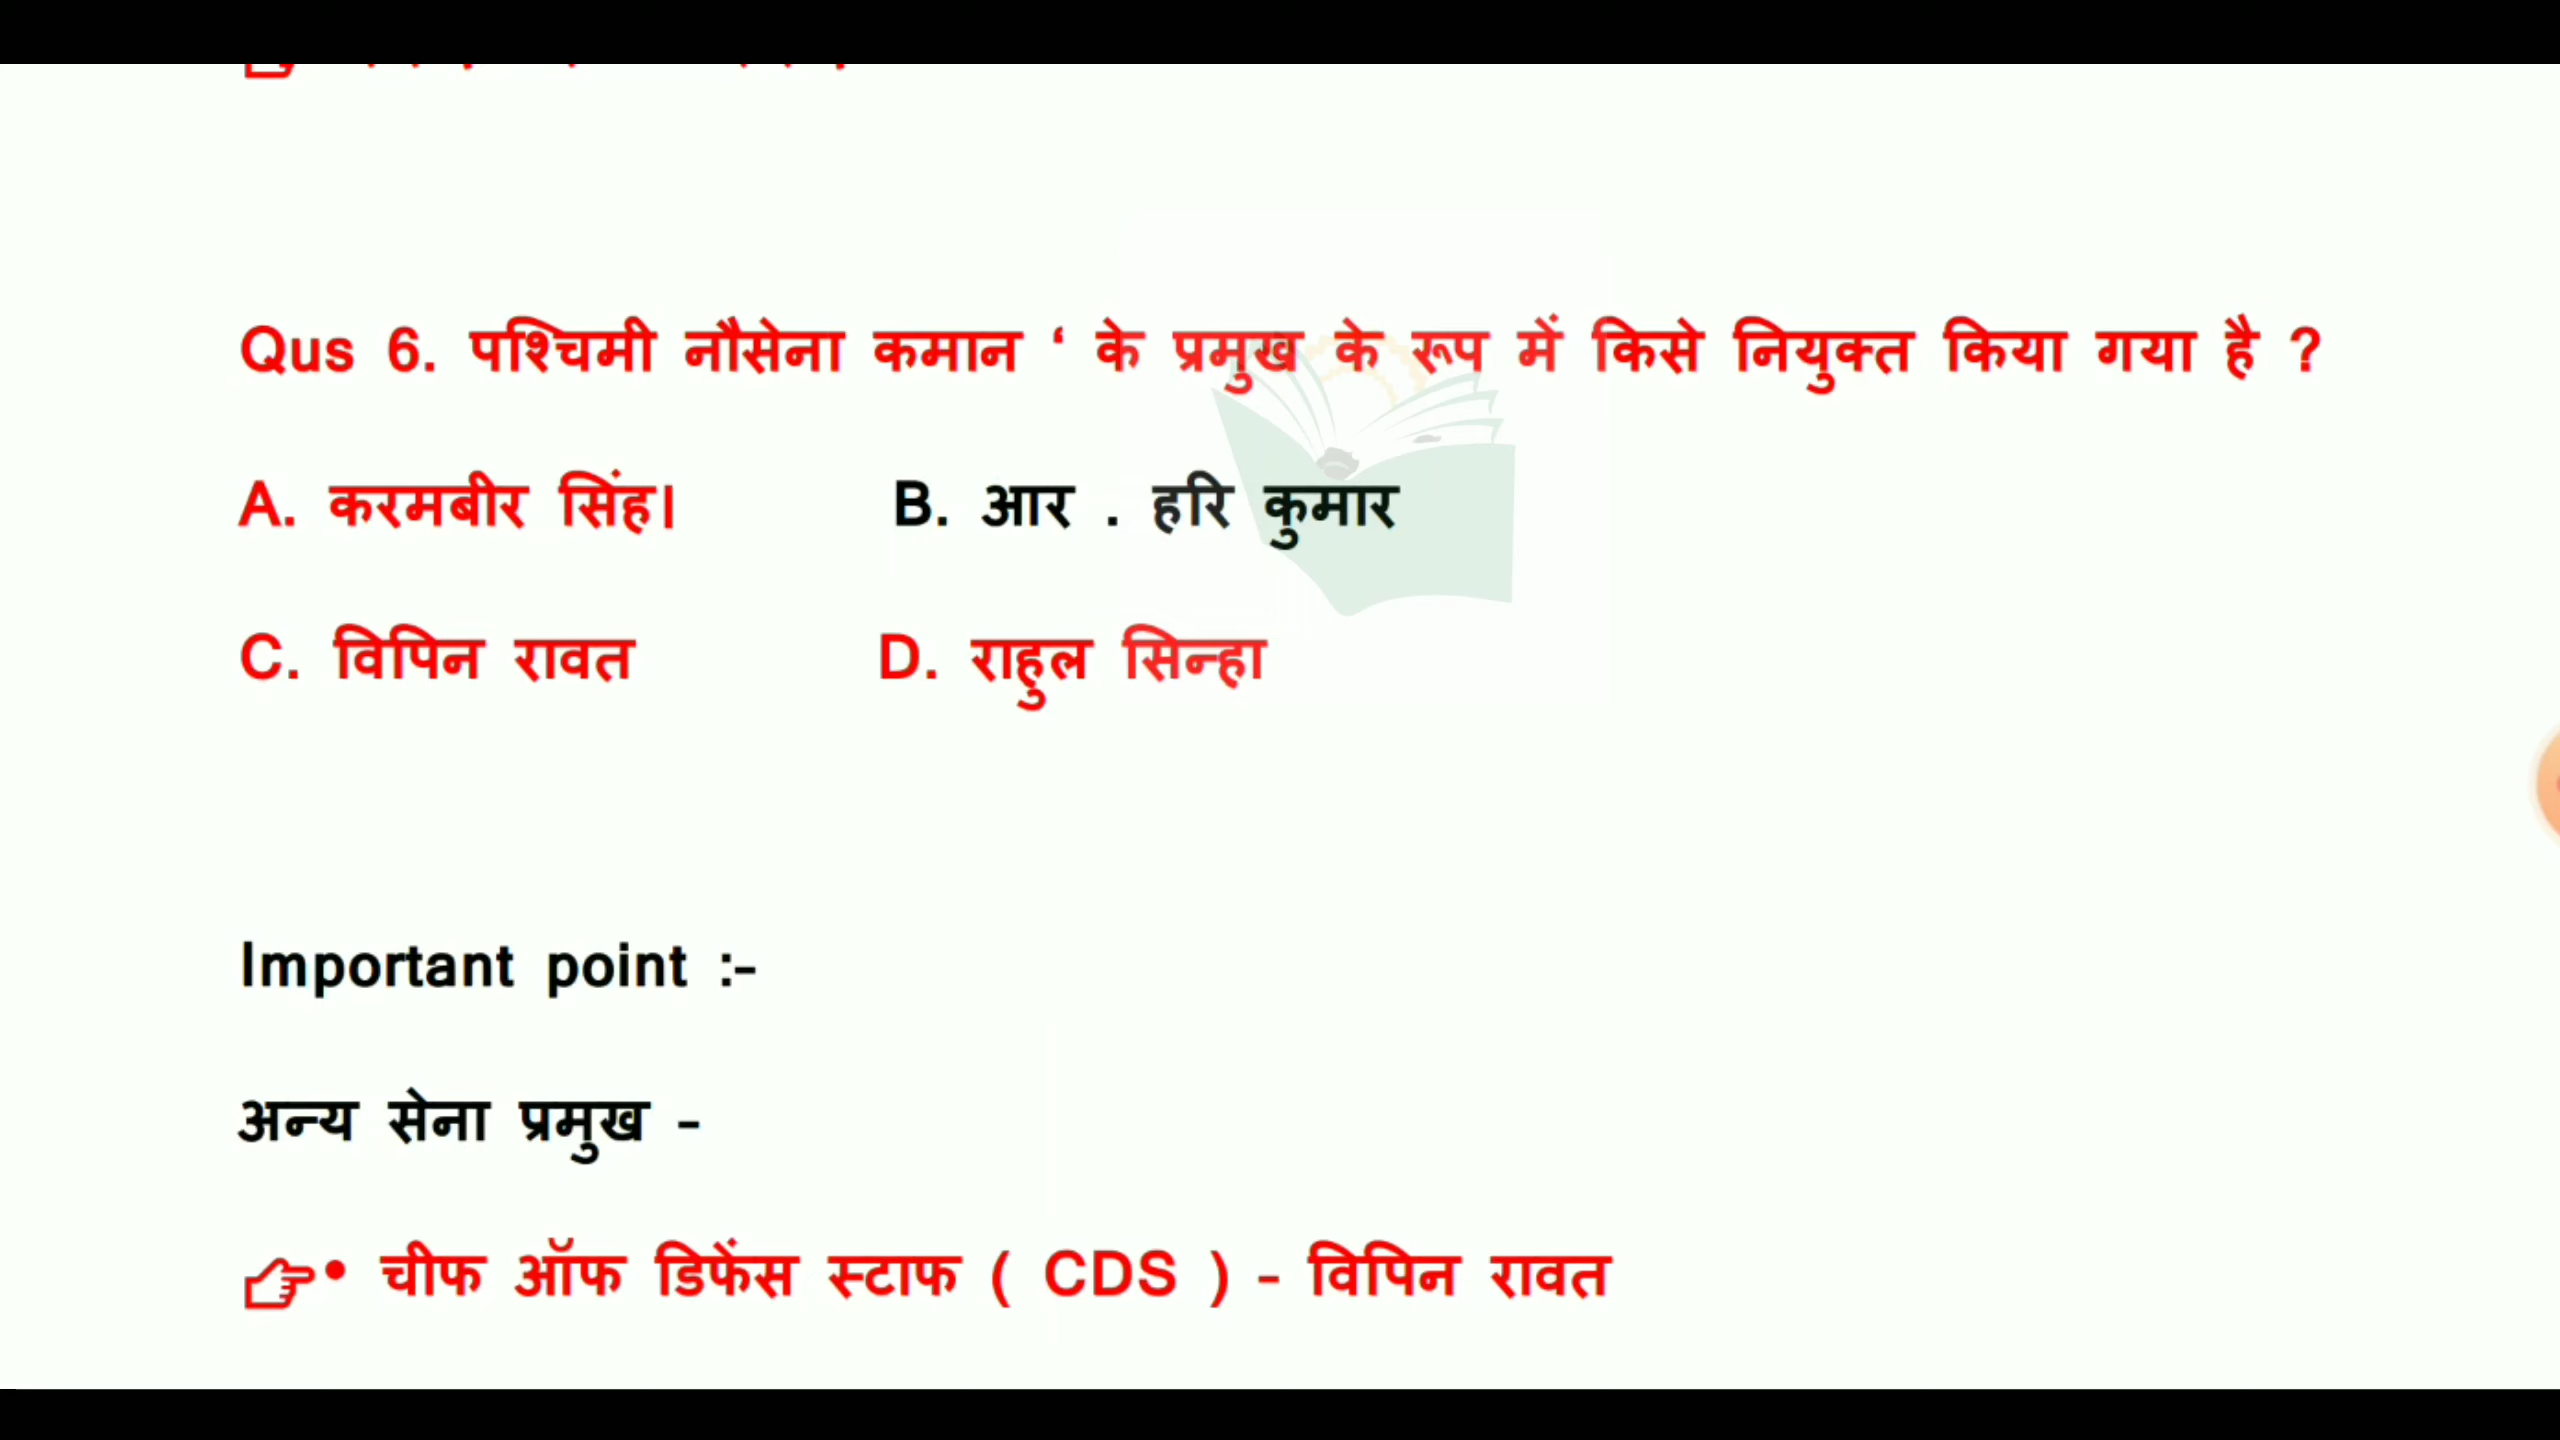 Qus 6. पश्चिमी नौसेना कमान ‘ के प्रमुख के रूप में किसे नियुक्त किया गया है ?
A. करमबीर सिंह। B. आर . हरि कुमार
C. विपिन रावत D. राहुल सिन्हा
Important point :-
अन्य सेना प्रमुख -
👉• चीफ ऑफ डिफेंस स्टाफ ( CDS ) - विपिन रावत